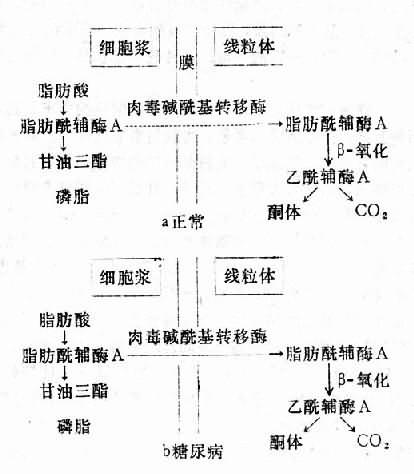 细胞浆 膜 线粒体
脂肪酸
肉毒碱酰基转移酶
脂肪酰辅酶A 脂肪酰辅酶A
β-氧化
甘油三酯 乙酰辅酶A
磷脂
酮体 CO₂
a正常
细胞浆 线粒体
脂肪酸
肉毒碱酰基转移酶
脂肪酰辅酶A 脂肪酰辅酶A
β-氧化
甘油三酯
乙酰辅酶A
磷脂
酮体 CO₂
b糖尿病